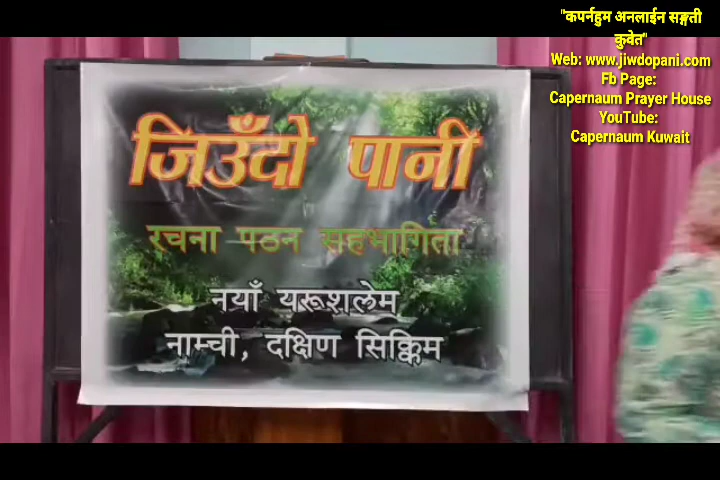 "कपर्नहुम अनलाईन सङ्गती
कुवेत"
Web: www.jiwdopani.com
Fb Page:
Capernaum Prayer House
YouTube:
Capernaum Kuwait
जिउँदो पानी
रचना पठन सहभागिता
नयाँ यरूशलेम
नाम्ची, दक्षिण सिक्किम